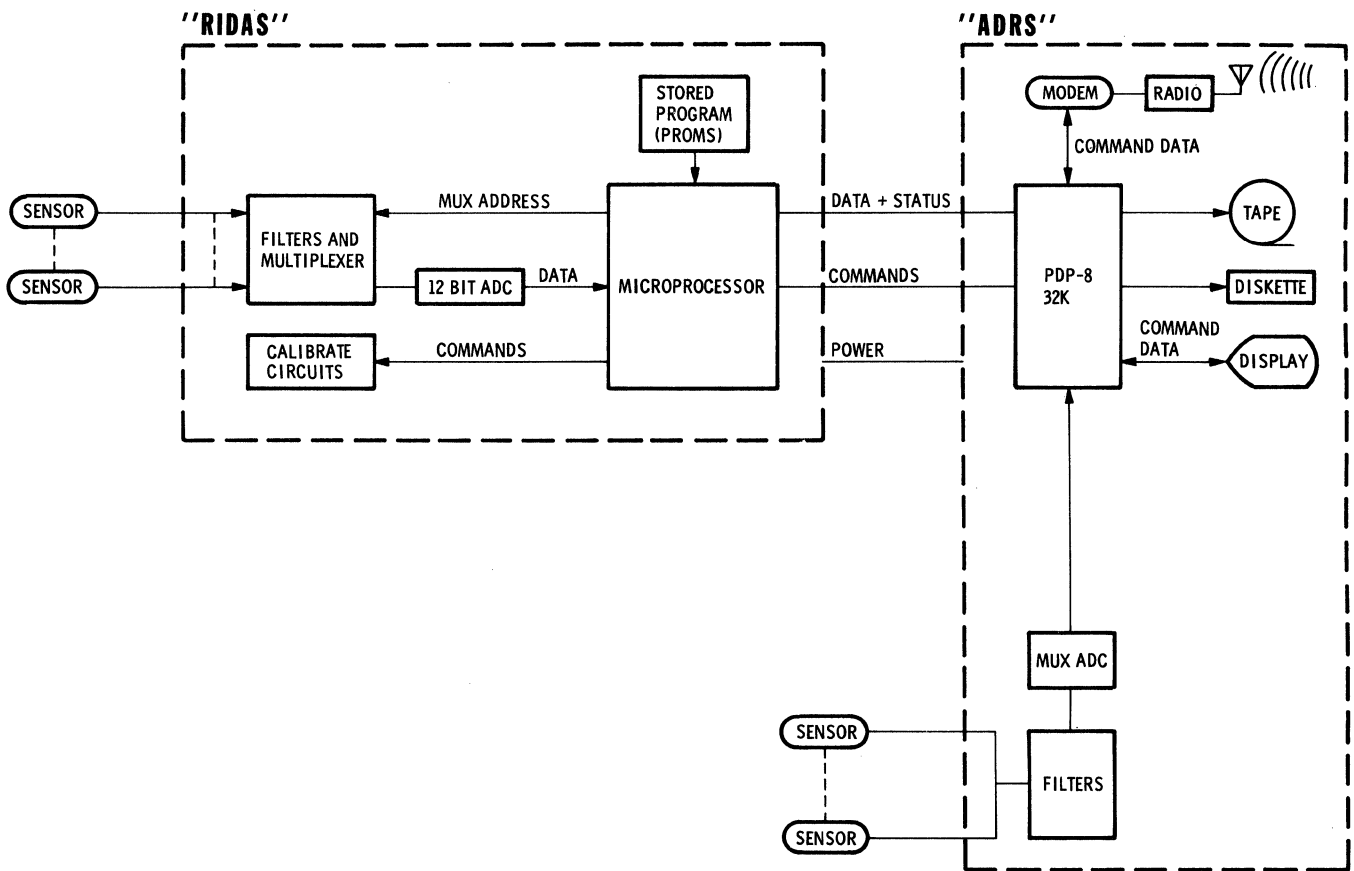 "RIDAS"
"ADRS"
STORED
PROGRAM
(PROMS)
MODEM
RADIO
COMMAND DATA
SENSOR
SENSOR
FILTERS AND
MULTIPLEXER
MUX ADDRESS
12 BIT ADC
DATA
MICROPROCESSOR
CALIBRATE
CIRCUITS
COMMANDS
DATA + STATUS
COMMANDS
POWER
PDP-8
32K
TAPE
DISKETTE
COMMAND
DATA
DISPLAY
MUX ADC
SENSOR
SENSOR
FILTERS